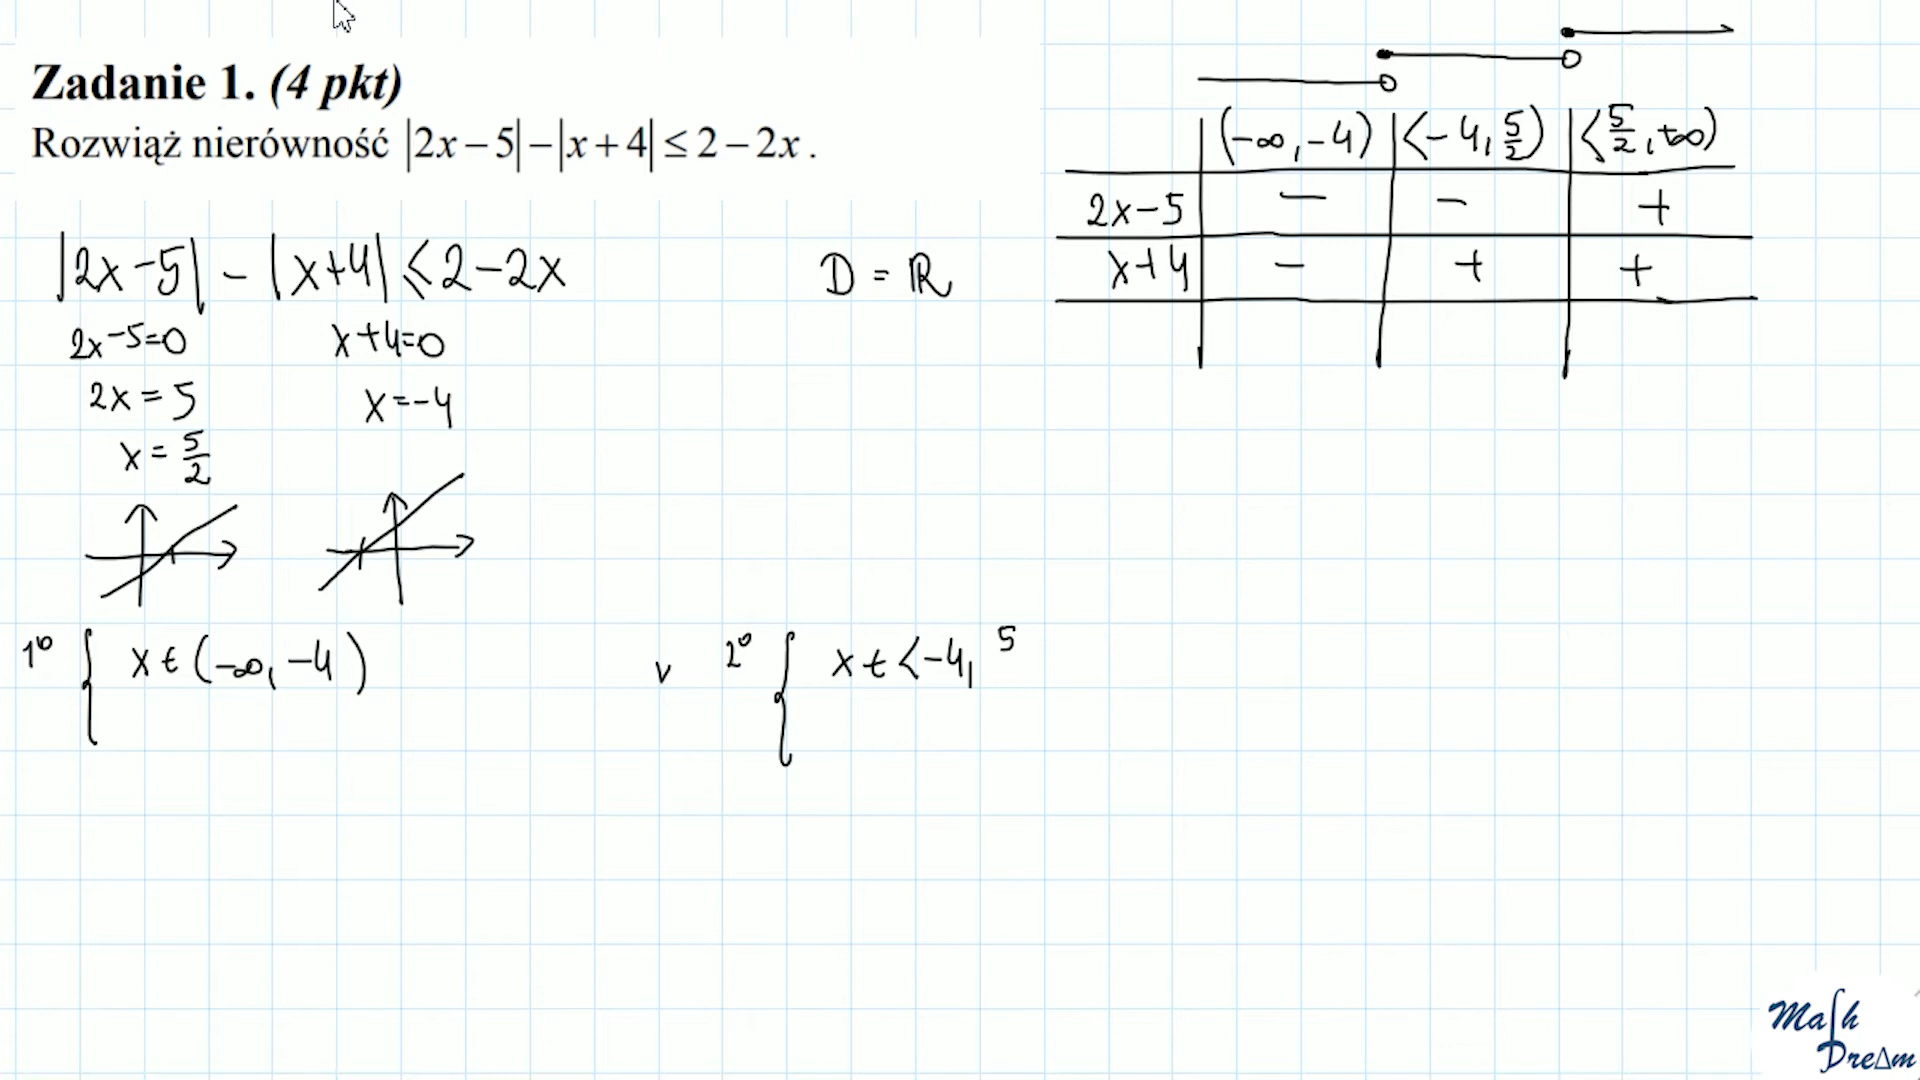 Zadanie 1. (4 pkt)
Rozwiąż nierówność |2x − 5| − |x + 4| ≤ 2 − 2x .
|2x −5| − |x+4| ≤ 2 −2x
D = ℝ
2x −5=0
x+4=0
2x = 5
x=−4
x = 5/2
(−∞, −4) <−4, 5/2) <5/2, +∞)
2x−5 − − +
x+4 − + +
1° { x ∈ (−∞, −4) v 2° { x ∈ <−4, 5
Math
Dre∆m